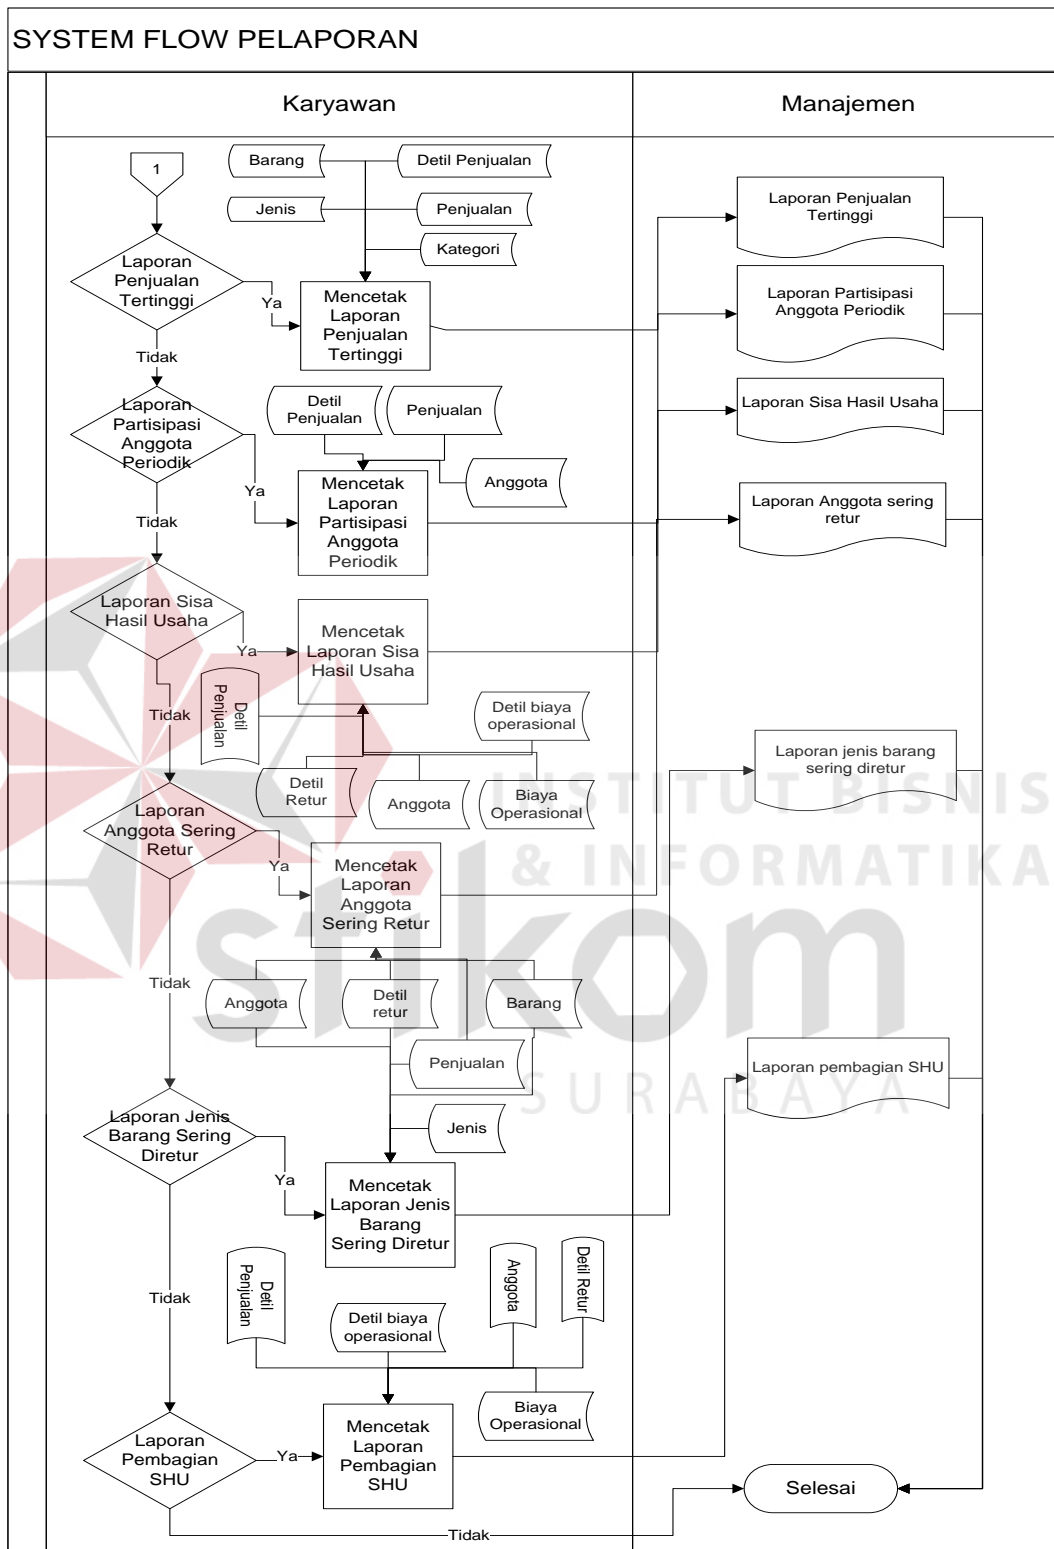 SYSTEM FLOW PELAPORAN
Karyawan
Manajemen
1
Barang
Detil Penjualan
Jenis
Penjualan
Kategori
Laporan
Penjualan
Tertinggi
Ya
Mencetak
Laporan
Penjualan
Tertinggi
Laporan Penjualan
Tertinggi
Laporan Partisipasi
Anggota Periodik
Tidak
Laporan
Partisipasi
Anggota
Periodik
Detil
Penjualan
Penjualan
Anggota
Ya
Mencetak
Laporan
Partisipasi
Anggota
Periodik
Laporan Sisa Hasil Usaha
Laporan Anggota sering
retur
Tidak
Laporan Sisa
Hasil Usaha
Ya
Mencetak
Laporan Sisa
Hasil Usaha
Detil
Penjualan
Detil biaya
operasional
Tidak
Detil
Retur
Anggota
Biaya
Operasional
Laporan jenis barang
sering diretur
INSTITUT BISNIS
& INFORMATIKA
stikom
SURABAYA
Laporan
Anggota Sering
Retur
Ya
Mencetak
Laporan
Anggota
Sering Retur
Tidak
Anggota
Detil
retur
Barang
Penjualan
Jenis
Laporan pembagian SHU
Laporan Jenis
Barang Sering
Diretur
Ya
Mencetak
Laporan Jenis
Barang
Sering Diretur
Tidak
Detil
Penjualan
Detil biaya
operasional
Anggota
Detil Retur
Biaya
Operasional
Laporan
Pembagian
SHU
Ya
Mencetak
Laporan
Pembagian
SHU
Selesai
Tidak